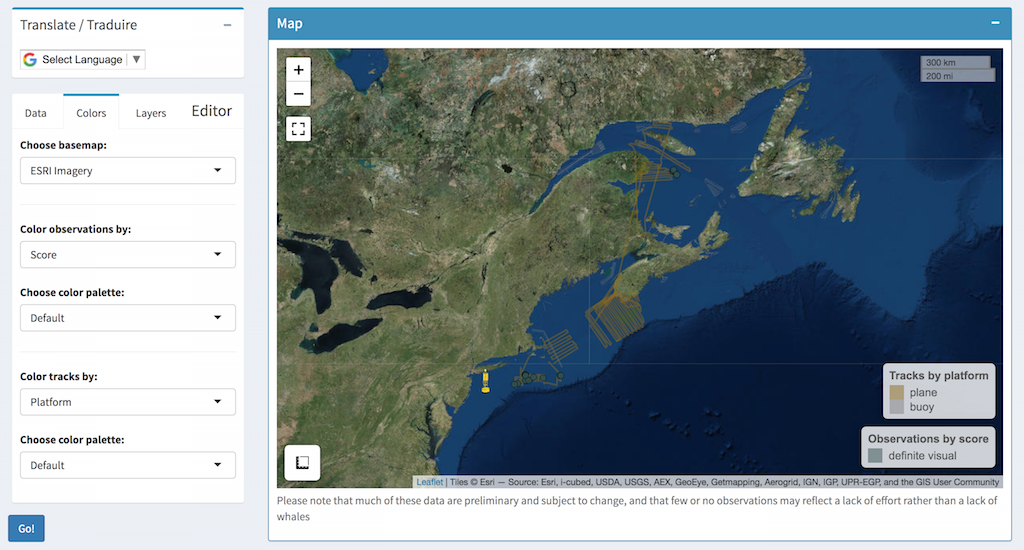 Translate / Traduire
Select Language
Data
Colors
Layers
Editor
Choose basemap:
ESRI Imagery
Color observations by:
Score
Choose color palette:
Default
Color tracks by:
Platform
Choose color palette:
Default
Go!
Map
+
−
300 km
200 mi
Tracks by platform
plane
buoy
Observations by score
definite visual
Leaflet | Tiles © Esri — Source: Esri, i-cubed, USDA, USGS, AEX, GeoEye, Getmapping, Aerogrid, IGN, IGP, UPR-EGP, and the GIS User Community
Please note that much of these data are preliminary and subject to change, and that few or no observations may reflect a lack of effort rather than a lack of
whales